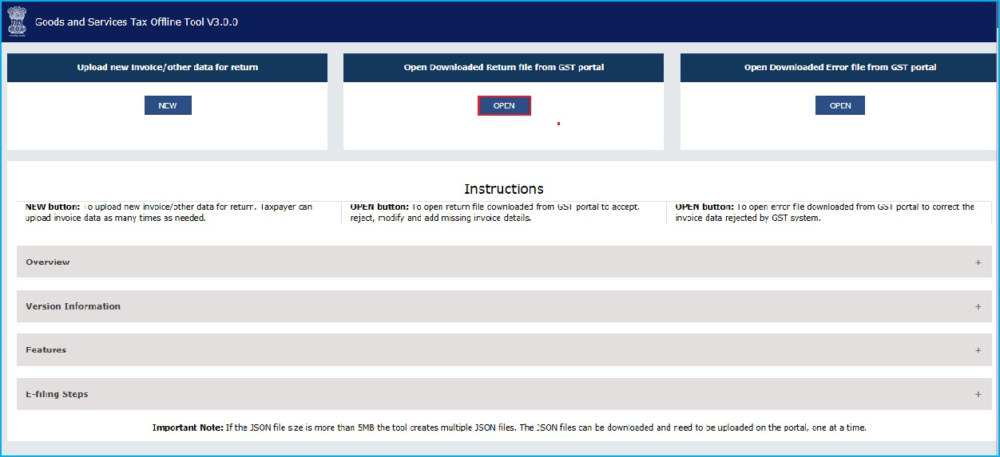 Goods and Services Tax Offline Tool V3.0.0
Upload new Invoice/other data for return
NEW
Open Downloaded Return file from GST portal
OPEN
Open Downloaded Error file from GST portal
OPEN
Instructions
NEW button: To upload new invoice/other data for return. Taxpayer can
upload invoice data as many times as needed.
OPEN button: To open return file downloaded from GST portal to accept,
reject, modify and add missing invoice details.
OPEN button: To open error file downloaded from GST portal to correct the
invoice data rejected by GST system.
Overview +
Version Information +
Features +
E-filing Steps +
Important Note: If the JSON file size is more than 5MB the tool creates multiple JSON files. The JSON files can be downloaded and need to be uploaded on the portal, one at a time.